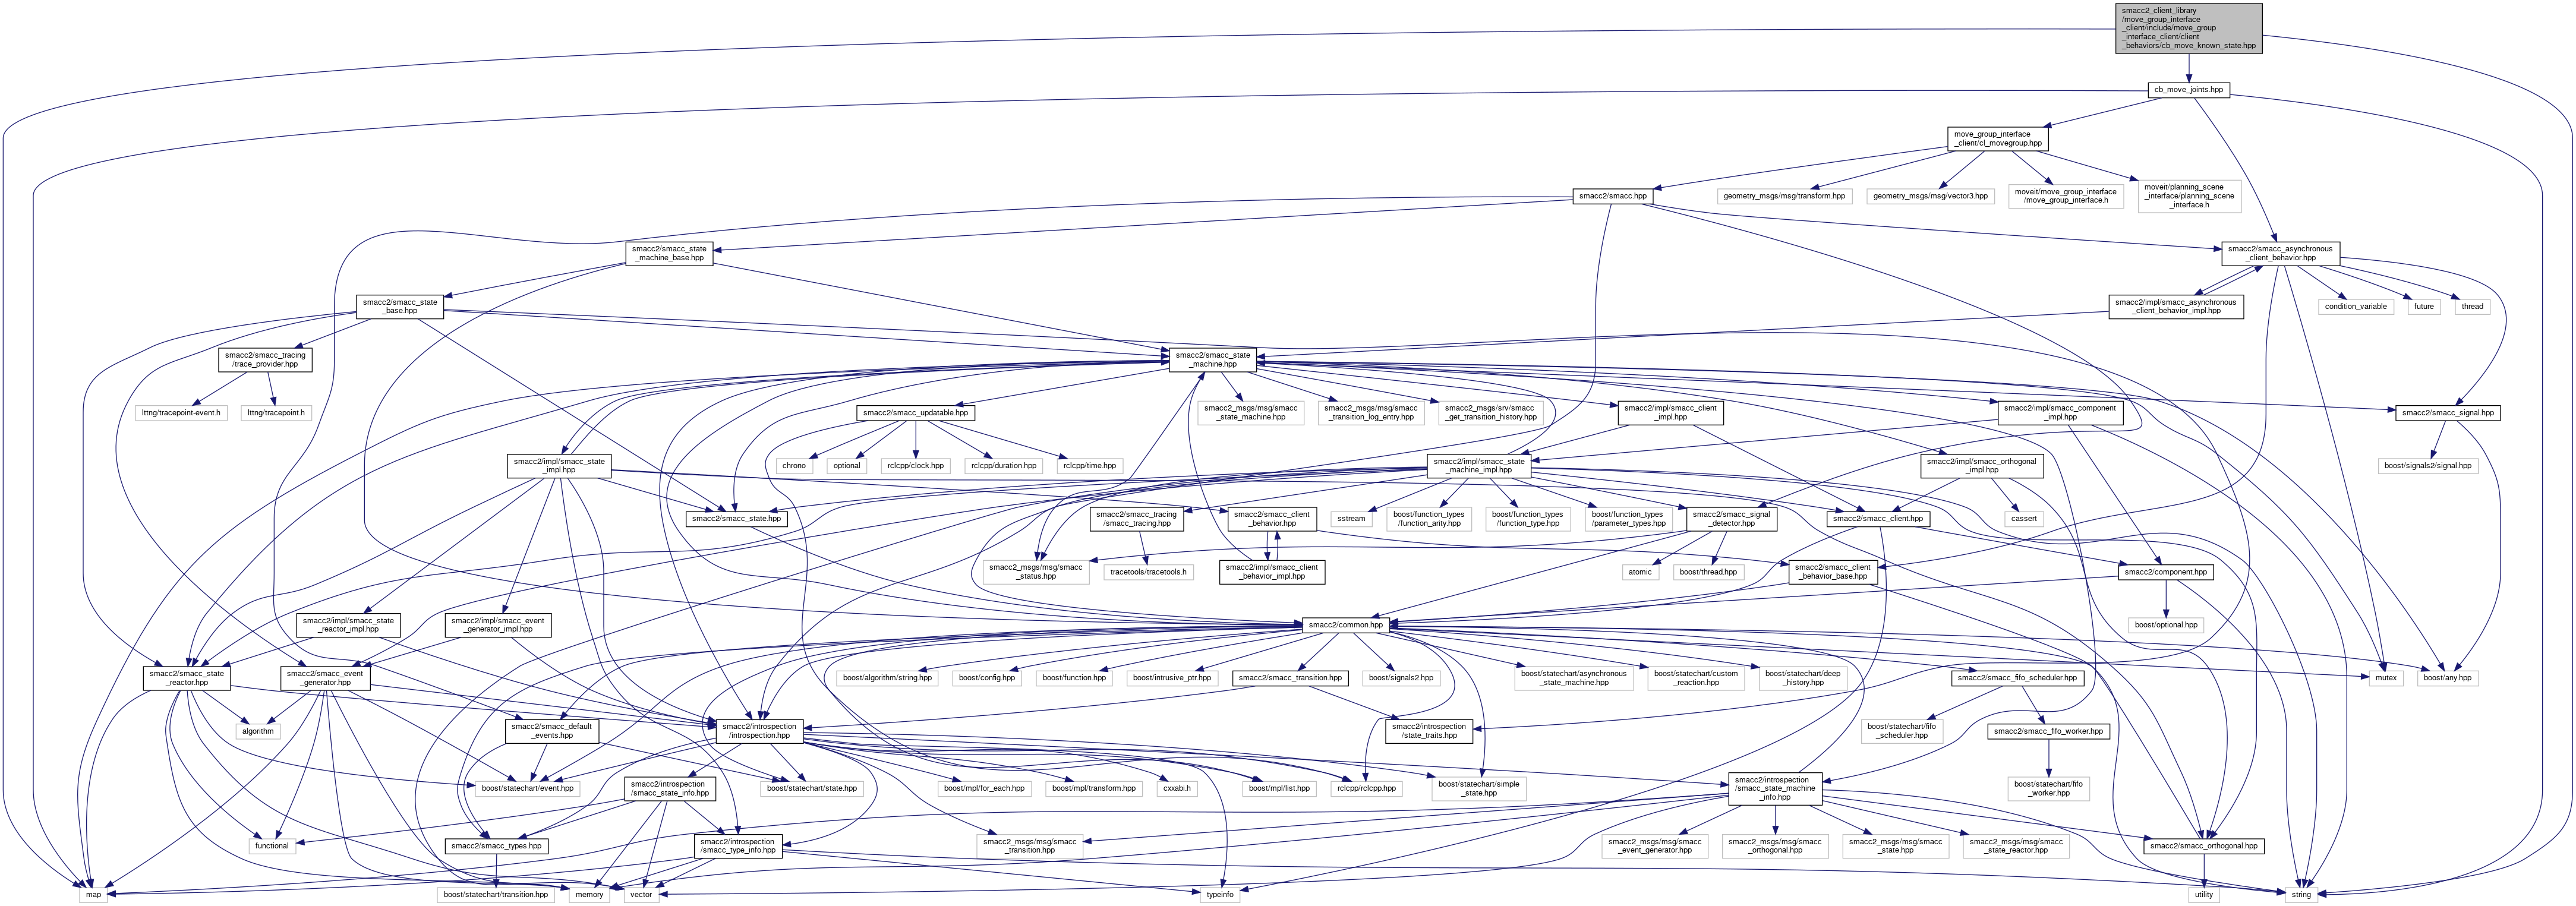 smacc2_client_library
/move_group_interface
_client/include/move_group
_interface_client/client
_behaviors/cb_move_known_state.hpp
cb_move_joints.hpp
move_group_interface
_client/cl_movegroup.hpp
smacc2/smacc.hpp
geometry_msgs/msg/transform.hpp
geometry_msgs/msg/vector3.hpp
moveit/move_group_interface
/move_group_interface.h
moveit/planning_scene
_interface/planning_scene
_interface.h
smacc2/smacc_state
_machine_base.hpp
smacc2/smacc_asynchronous
_client_behavior.hpp
smacc2/smacc_state
_base.hpp
smacc2/impl/smacc_asynchronous
_client_behavior_impl.hpp
condition_variable
future
thread
smacc2/smacc_tracing
/trace_provider.hpp
smacc2/smacc_state
_machine.hpp
lttng/tracepoint-event.h
lttng/tracepoint.h
smacc2/smacc_updatable.hpp
smacc2_msgs/msg/smacc
_state_machine.hpp
smacc2_msgs/msg/smacc
_transition_log_entry.hpp
smacc2_msgs/srv/smacc
_get_transition_history.hpp
smacc2/impl/smacc_client
_impl.hpp
smacc2/impl/smacc_component
_impl.hpp
smacc2/smacc_signal.hpp
smacc2/impl/smacc_state
_impl.hpp
chrono
optional
rclcpp/clock.hpp
rclcpp/duration.hpp
rclcpp/time.hpp
smacc2/impl/smacc_state
_machine_impl.hpp
smacc2/impl/smacc_orthogonal
_impl.hpp
boost/signals2/signal.hpp
smacc2/smacc_state.hpp
smacc2/smacc_tracing
/smacc_tracing.hpp
smacc2/smacc_client
_behavior.hpp
sstream
boost/function_types
/function_arity.hpp
boost/function_types
/function_type.hpp
boost/function_types
/parameter_types.hpp
smacc2/smacc_signal
_detector.hpp
smacc2/smacc_client.hpp
cassert
smacc2_msgs/msg/smacc
_status.hpp
tracetools/tracetools.h
smacc2/impl/smacc_client
_behavior_impl.hpp
atomic
boost/thread.hpp
smacc2/smacc_client
_behavior_base.hpp
smacc2/component.hpp
smacc2/impl/smacc_state
_reactor_impl.hpp
smacc2/impl/smacc_event
_generator_impl.hpp
smacc2/common.hpp
boost/optional.hpp
smacc2/smacc_state
_reactor.hpp
smacc2/smacc_event
_generator.hpp
boost/algorithm/string.hpp
boost/config.hpp
boost/function.hpp
boost/intrusive_ptr.hpp
smacc2/smacc_transition.hpp
boost/signals2.hpp
boost/statechart/asynchronous
_state_machine.hpp
boost/statechart/custom
_reaction.hpp
boost/statechart/deep
_history.hpp
smacc2/smacc_fifo_scheduler.hpp
mutex
boost/any.hpp
algorithm
smacc2/smacc_default
_events.hpp
smacc2/introspection
/introspection.hpp
smacc2/introspection
/state_traits.hpp
boost/statechart/fifo
_scheduler.hpp
smacc2/smacc_fifo_worker.hpp
boost/statechart/event.hpp
smacc2/introspection
/smacc_state_info.hpp
boost/statechart/state.hpp
boost/mpl/for_each.hpp
boost/mpl/transform.hpp
cxxabi.h
boost/mpl/list.hpp
rclcpp/rclcpp.hpp
boost/statechart/simple
_state.hpp
smacc2/introspection
/smacc_state_machine
_info.hpp
boost/statechart/fifo
_worker.hpp
functional
smacc2/smacc_types.hpp
smacc2/introspection
/smacc_type_info.hpp
smacc2_msgs/msg/smacc
_transition.hpp
smacc2_msgs/msg/smacc
_event_generator.hpp
smacc2_msgs/msg/smacc
_orthogonal.hpp
smacc2_msgs/msg/smacc
_state.hpp
smacc2_msgs/msg/smacc
_state_reactor.hpp
smacc2/smacc_orthogonal.hpp
map
boost/statechart/transition.hpp
memory
vector
typeinfo
utility
string